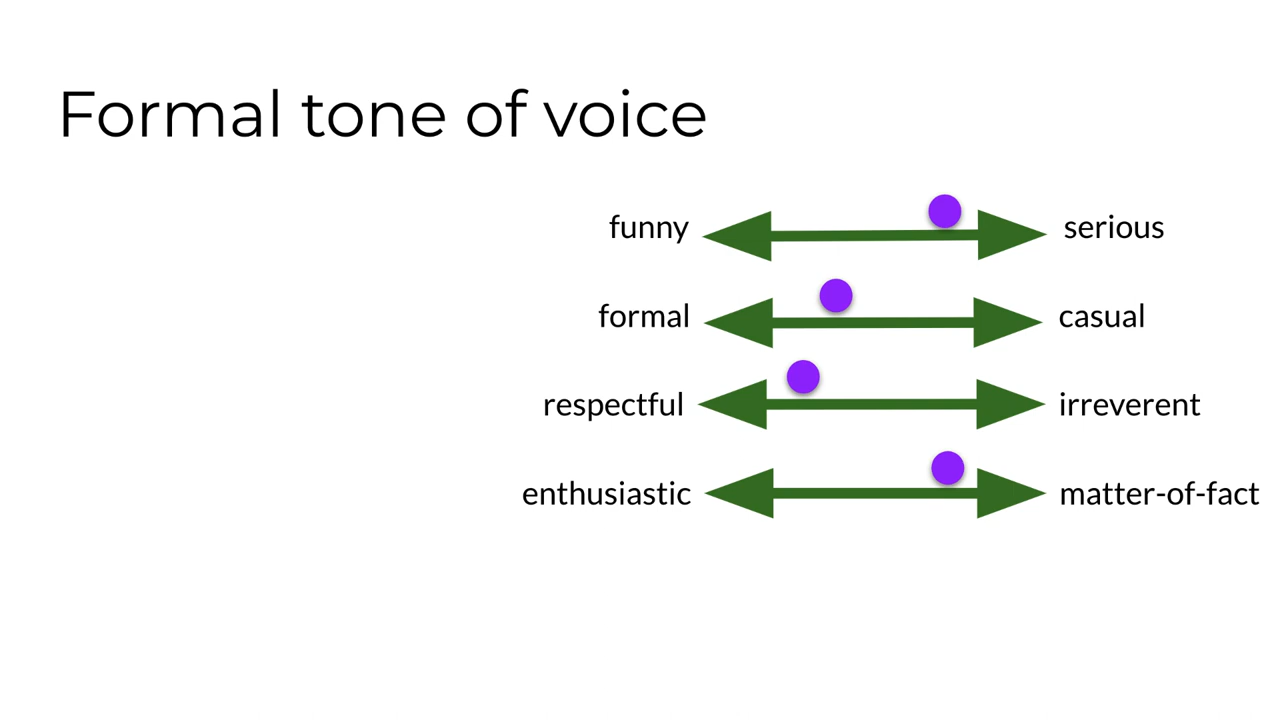 Formal tone of voice
funny serious
formal casual
respectful irreverent
enthusiastic matter-of-fact